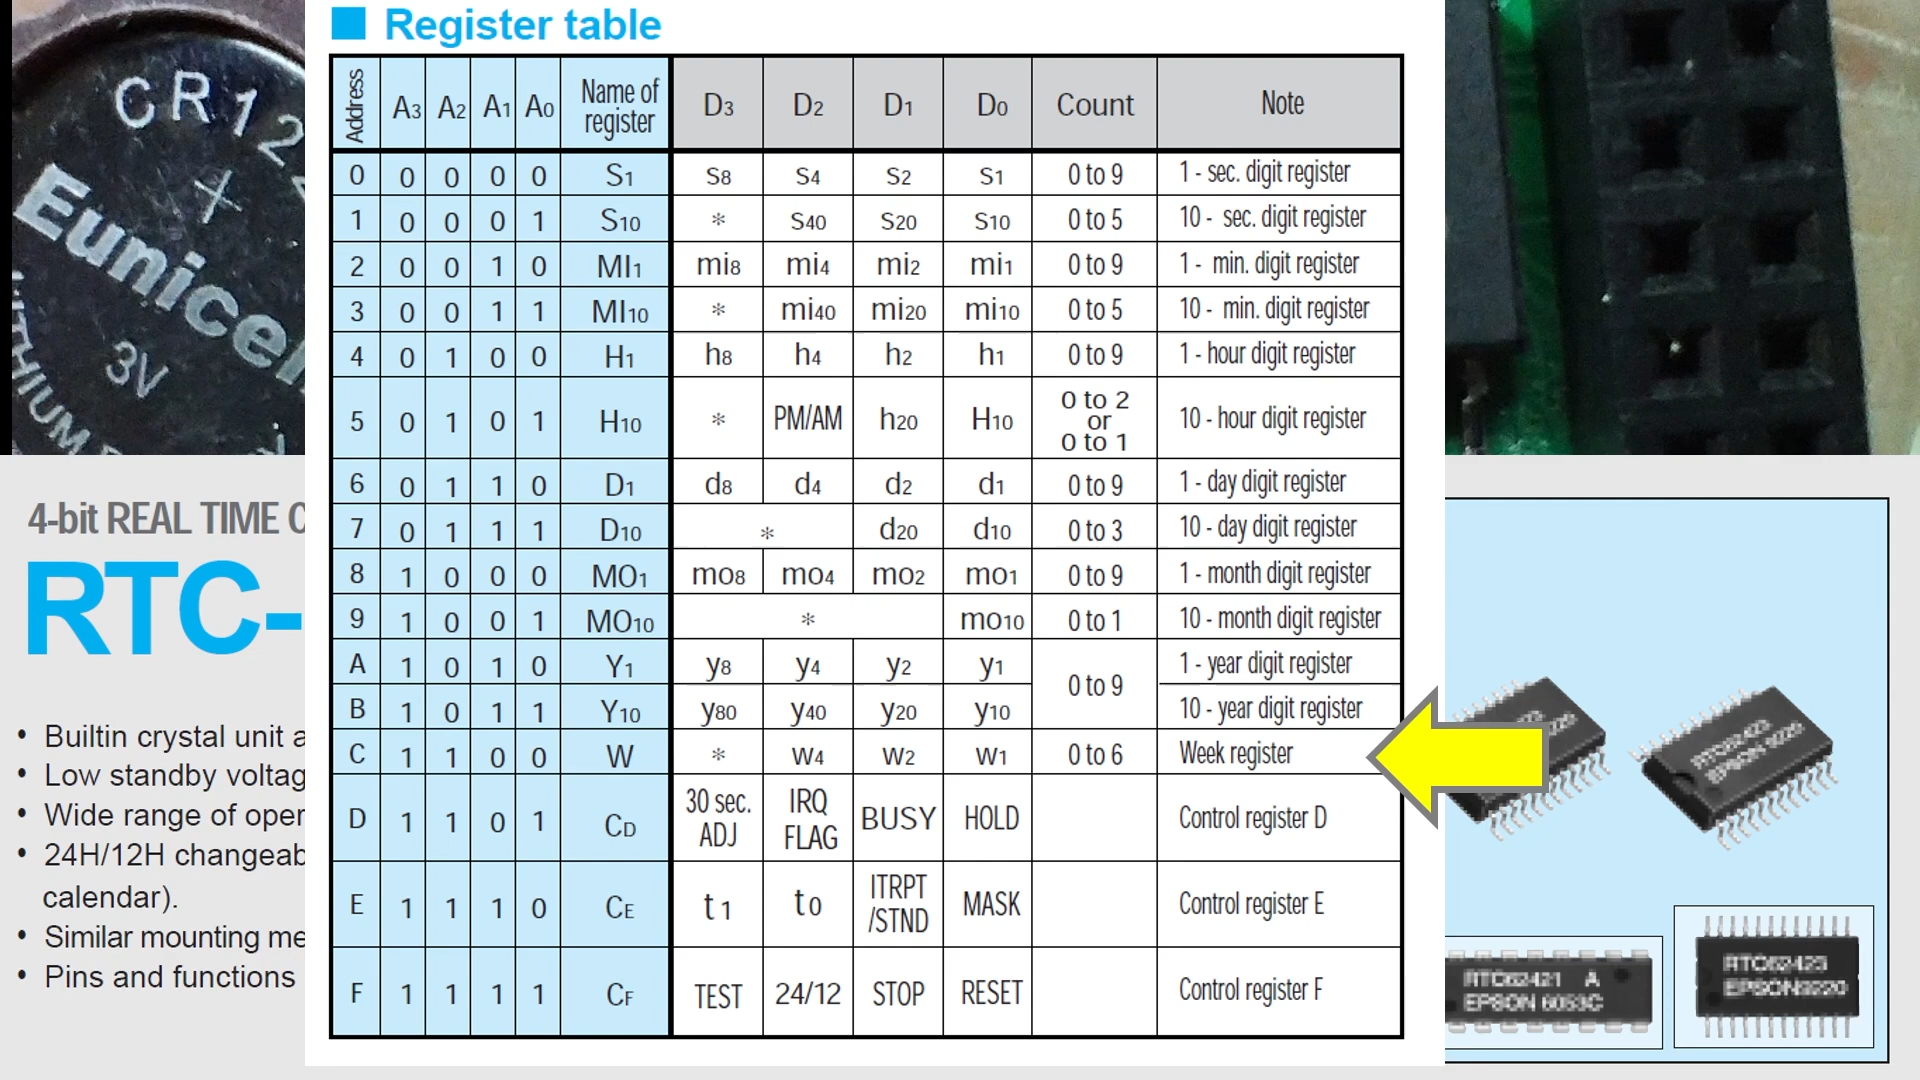 Register table
Address A3 A2 A1 A0 Name of register D3 D2 D1 D0 Count Note
0 0 0 0 0 S1 s8 s4 s2 s1 0 to 9 1 - sec. digit register
1 0 0 0 1 S10 * s40 s20 s10 0 to 5 10 - sec. digit register
2 0 0 1 0 MI1 mi8 mi4 mi2 mi1 0 to 9 1 - min. digit register
3 0 0 1 1 MI10 * mi40 mi20 mi10 0 to 5 10 - min. digit register
4 0 1 0 0 H1 h8 h4 h2 h1 0 to 9 1 - hour digit register
5 0 1 0 1 H10 * PM/AM h20 H10 0 to 2 or 0 to 1 10 - hour digit register
6 0 1 1 0 D1 d8 d4 d2 d1 0 to 9 1 - day digit register
7 0 1 1 1 D10 * d20 d10 0 to 3 10 - day digit register
8 1 0 0 0 MO1 mo8 mo4 mo2 mo1 0 to 9 1 - month digit register
9 1 0 0 1 MO10 * mo10 0 to 1 10 - month digit register
A 1 0 1 0 Y1 y8 y4 y2 y1 0 to 9 1 - year digit register
B 1 0 1 1 Y10 y80 y40 y20 y10 10 - year digit register
C 1 1 0 0 W * w4 w2 w1 0 to 6 Week register
D 1 1 0 1 CD 30 sec. ADJ IRQ FLAG BUSY HOLD Control register D
E 1 1 1 0 CE t1 t0 ITRPT /STND MASK Control register E
F 1 1 1 1 CF TEST 24/12 STOP RESET Control register F
CR12
+
Eunicel
3V
4-bit REAL TIME C
RTC-
• Builtin crystal unit a
• Low standby voltag
• Wide range of oper
• 24H/12H changeab
calendar).
• Similar mounting me
• Pins and functions
RTC62423
EPSON 9220
RTC62421 A
EPSON 6053C
RTC62423
EPSON9220